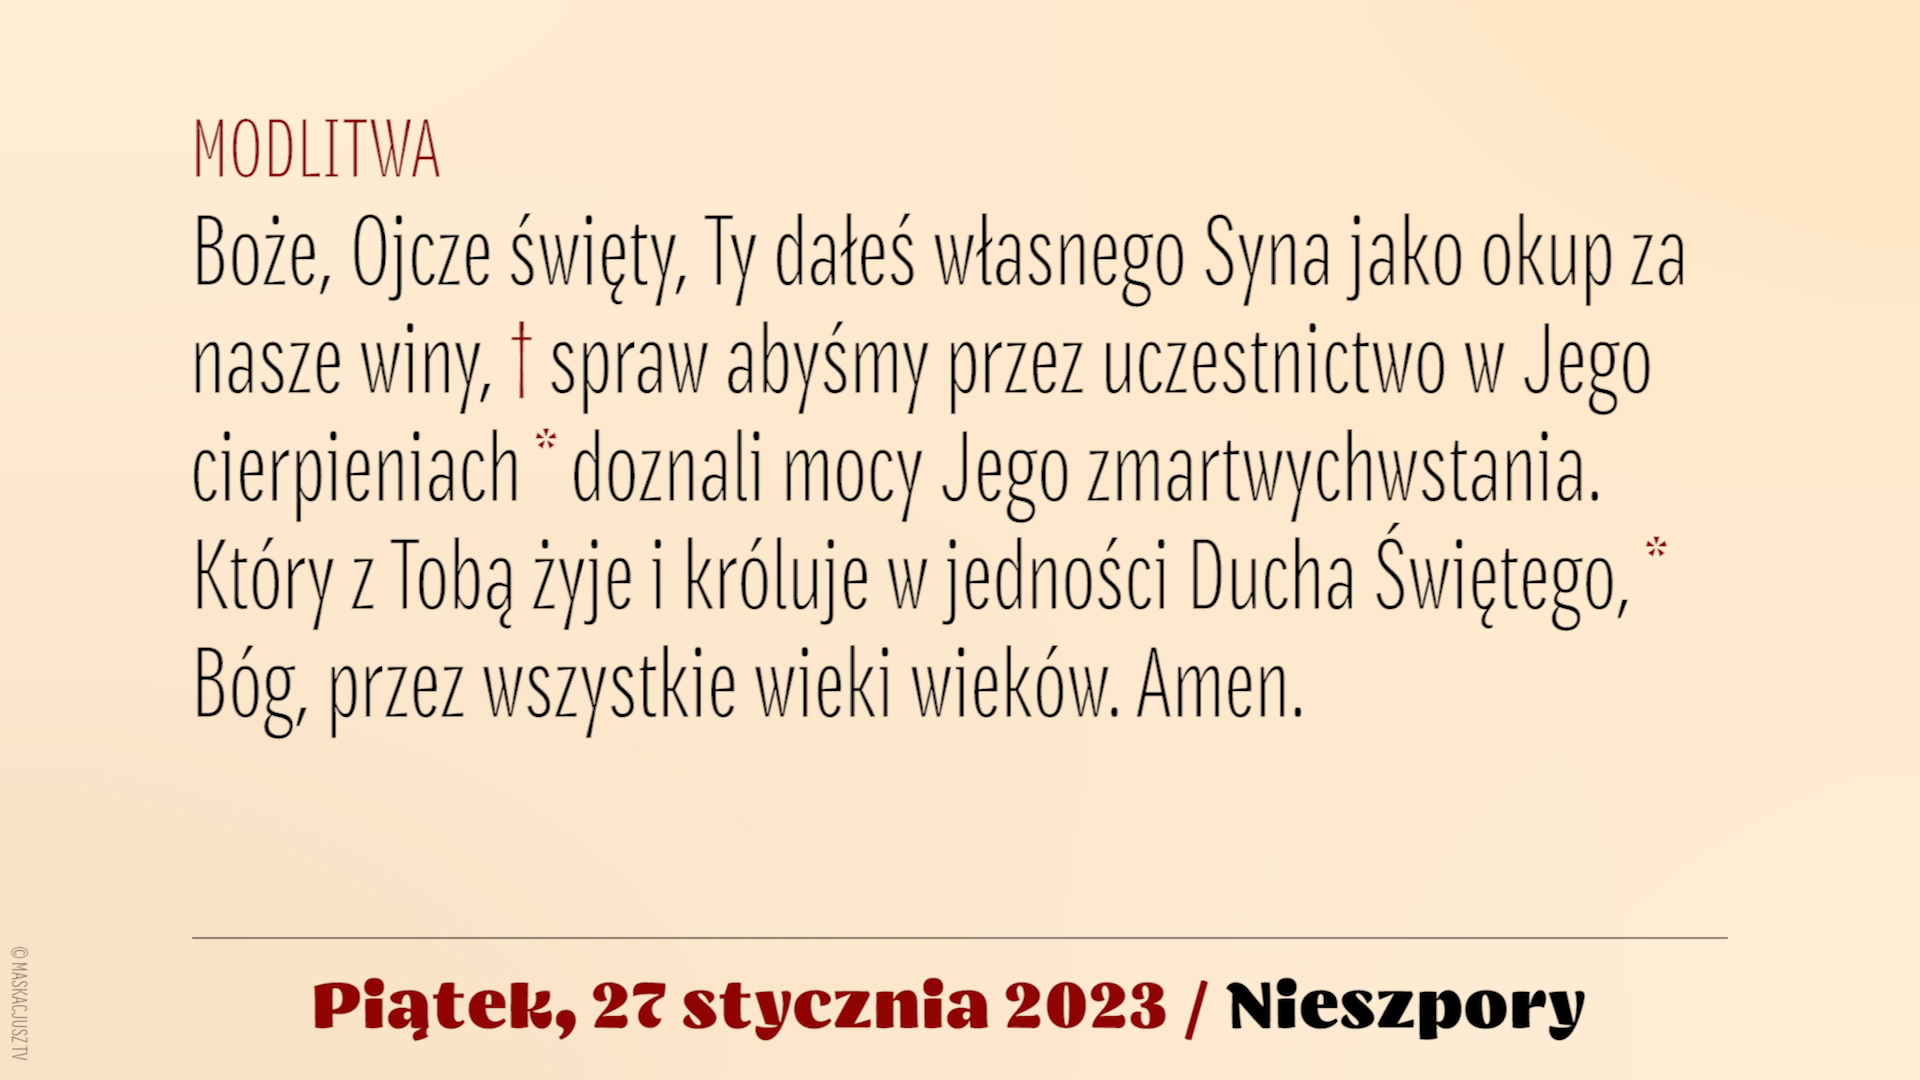 MODLITWA
Boże, Ojcze święty, Ty dałeś własnego Syna jako okup za
nasze winy, † spraw abyśmy przez uczestnictwo w Jego
cierpieniach * doznali mocy Jego zmartwychwstania.
Który z Tobą żyje i króluje w jedności Ducha Świętego, *
Bóg, przez wszystkie wieki wieków. Amen.
Piątek, 27 stycznia 2023 / Nieszpory
© MASKACJUSZ TV